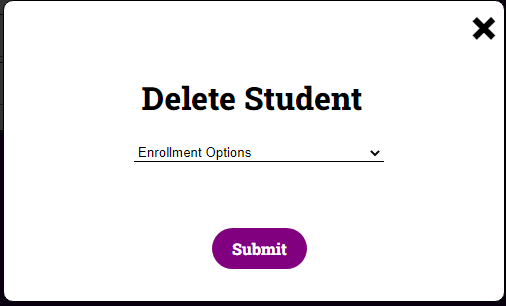 Delete Student
Enrollment Options
Submit